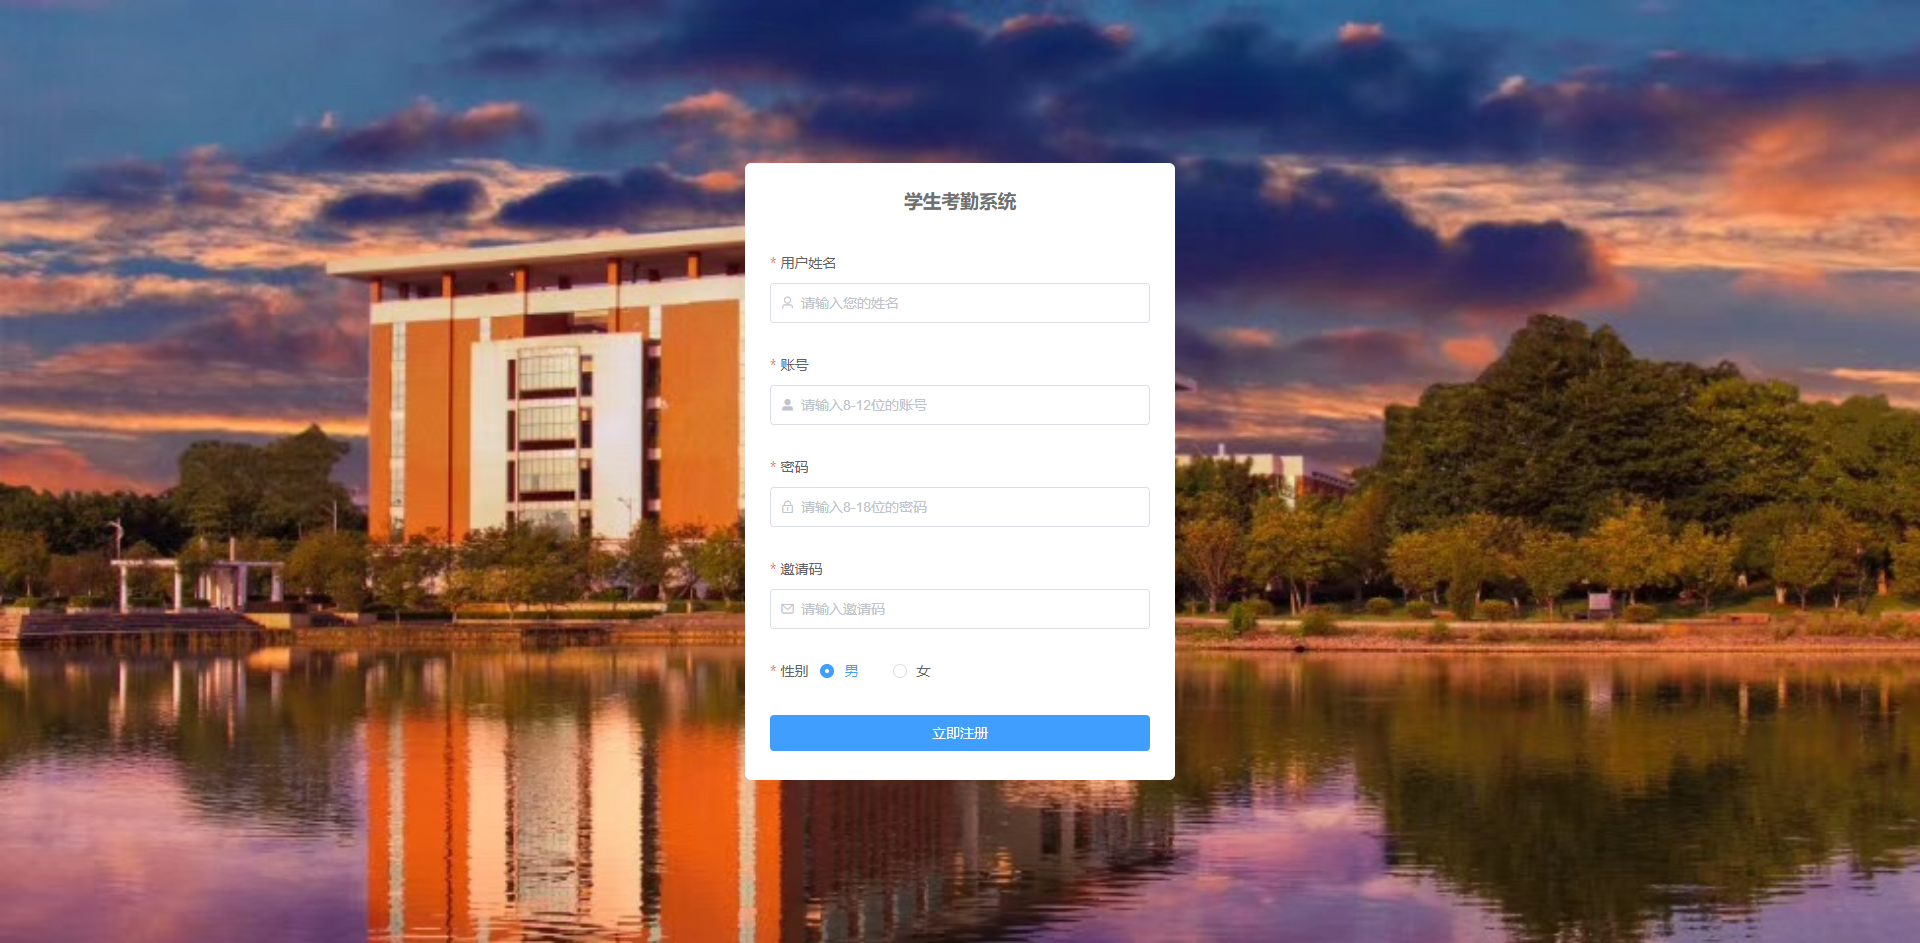 学生考勤系统
* 用户姓名
请输入您的姓名
* 账号
请输入8-12位的账号
* 密码
请输入8-18位的密码
* 邀请码
请输入邀请码
* 性别 男 女
立即注册